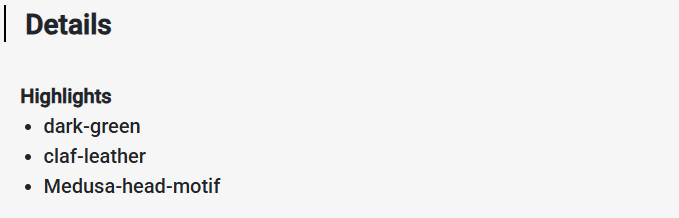 Details
Highlights
dark-green
claf-leather
Medusa-head-motif